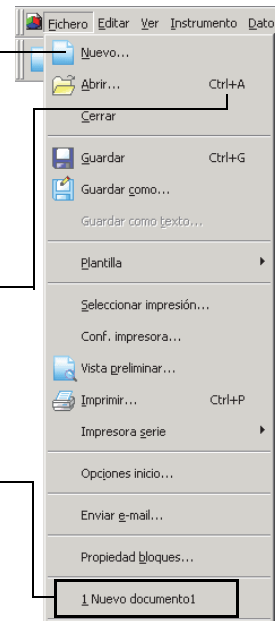 Fichero Editar Ver Instrumento Dato
Nuevo...
Abrir... Ctrl+A
Cerrar
Guardar Ctrl+G
Guardar como...
Guardar como texto...
Plantilla
Seleccionar impresión...
Conf. impresora...
Vista preliminar...
Imprimir... Ctrl+P
Impresora serie
Opciones inicio...
Enviar e-mail...
Propiedad bloques...
1 Nuevo documento1